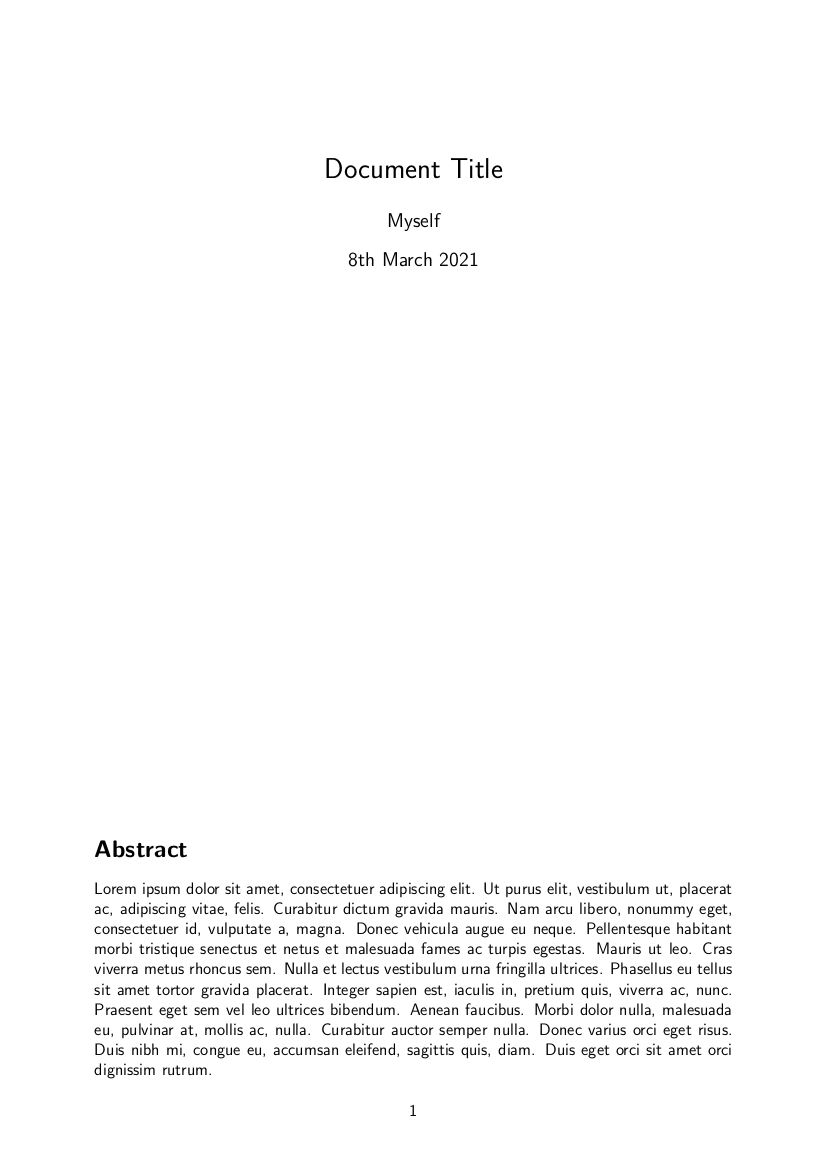 Document Title
Myself
8th March 2021
Abstract
Lorem ipsum dolor sit amet, consectetuer adipiscing elit. Ut purus elit, vestibulum ut, placerat
ac, adipiscing vitae, felis. Curabitur dictum gravida mauris. Nam arcu libero, nonummy eget,
consectetuer id, vulputate a, magna. Donec vehicula augue eu neque. Pellentesque habitant
morbi tristique senectus et netus et malesuada fames ac turpis egestas. Mauris ut leo. Cras
viverra metus rhoncus sem. Nulla et lectus vestibulum urna fringilla ultrices. Phasellus eu tellus
sit amet tortor gravida placerat. Integer sapien est, iaculis in, pretium quis, viverra ac, nunc.
Praesent eget sem vel leo ultrices bibendum. Aenean faucibus. Morbi dolor nulla, malesuada
eu, pulvinar at, mollis ac, nulla. Curabitur auctor semper nulla. Donec varius orci eget risus.
Duis nibh mi, congue eu, accumsan eleifend, sagittis quis, diam. Duis eget orci sit amet orci
dignissim rutrum.
1